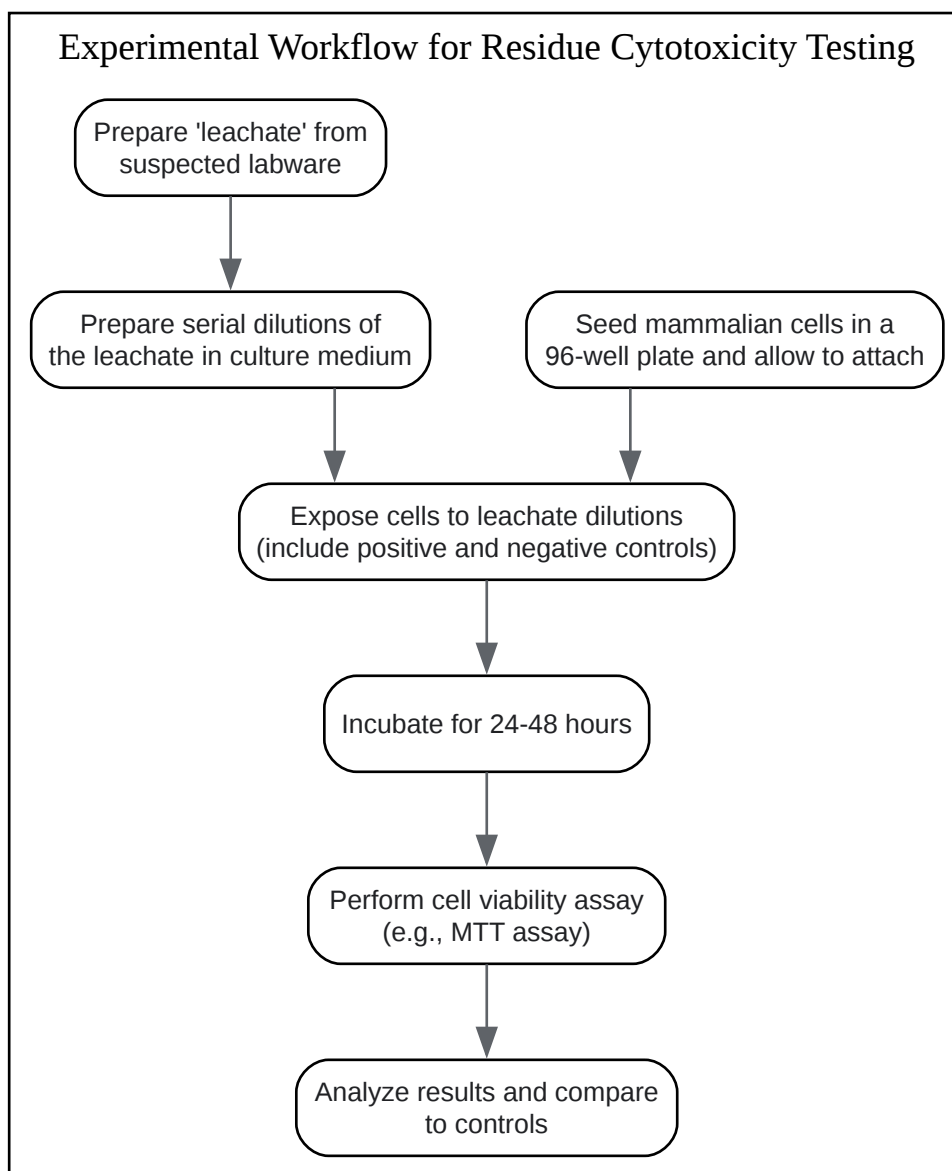 Experimental Workflow for Residue Cytotoxicity Testing
Prepare 'leachate' from
suspected labware
Prepare serial dilutions of
the leachate in culture medium
Seed mammalian cells in a
96-well plate and allow to attach
Expose cells to leachate dilutions
(include positive and negative controls)
Incubate for 24-48 hours
Perform cell viability assay
(e.g., MTT assay)
Analyze results and compare
to controls